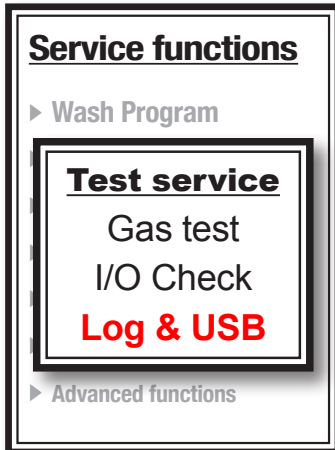 Service functions
Wash Program
Test service
Gas test
I/O Check
Log & USB
Advanced functions